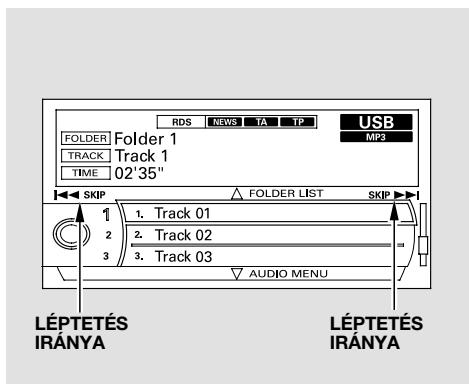 RDS NEWS TA TP USB
MP3
FOLDER Folder 1
TRACK Track 1
TIME 02'35"
SKIP △ FOLDER LIST SKIP
1 1. Track 01
2 2. Track 02
3 3. Track 03
▽ AUDIO MENU
LÉPTETÉS IRÁNYA
LÉPTETÉS IRÁNYA